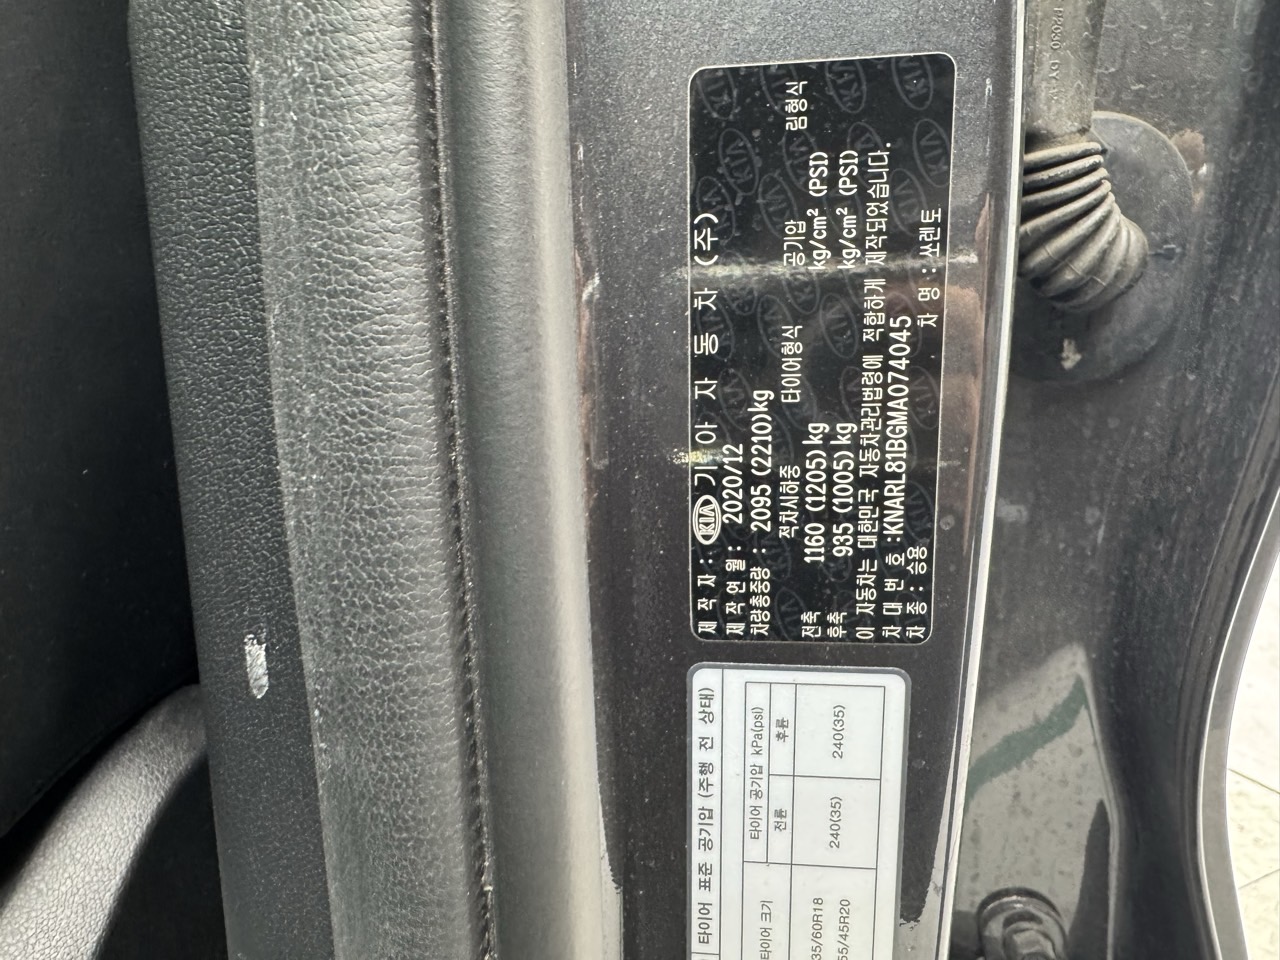 제 작 자 : KIA 기 아 자 동 차 (주)
제 작 연 월 : 2020/12
차량총중량 : 2095 (2210)kg
적차시하중 타이어형식 공기압 림형식
전축 1160 (1205)kg kg/cm² (PSI)
후축 935 (1005)kg kg/cm² (PSI)
이 자동차는 대한민국 자동차관리법령에 적합하게 제작되었습니다.
차 대 번 호 :KNARL81BGMA074045
차 종 : 승용 차 명 : 쏘렌토
타이어 표준 공기압 (주행 전 상태)
타이어 크기 타이어 공기압 kPa(psi)
전륜 후륜
35/60R18 240(35) 240(35)
55/45R20